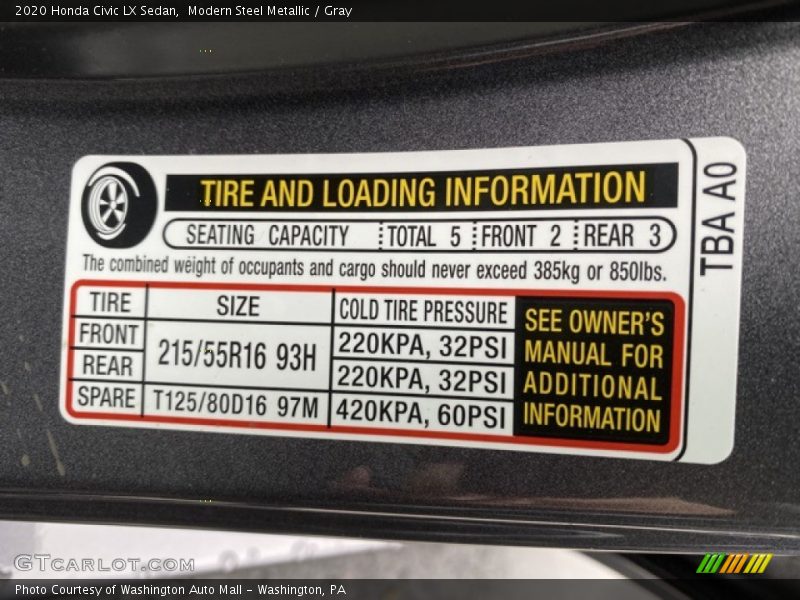 2020 Honda Civic LX Sedan,  Modern Steel Metallic / Gray
TIRE AND LOADING INFORMATION
SEATING CAPACITY TOTAL 5 FRONT 2 REAR 3
The combined weight of occupants and cargo should never exceed 385kg or 850lbs.
TIRE SIZE COLD TIRE PRESSURE
FRONT 215/55R16 93H 220KPA, 32PSI
REAR 220KPA, 32PSI
SPARE T125/80D16 97M 420KPA, 60PSI
SEE OWNER'S
MANUAL FOR
ADDITIONAL
INFORMATION
TBA A0
GTCARLOT.COM
Photo Courtesy of Washington Auto Mall - Washington, PA